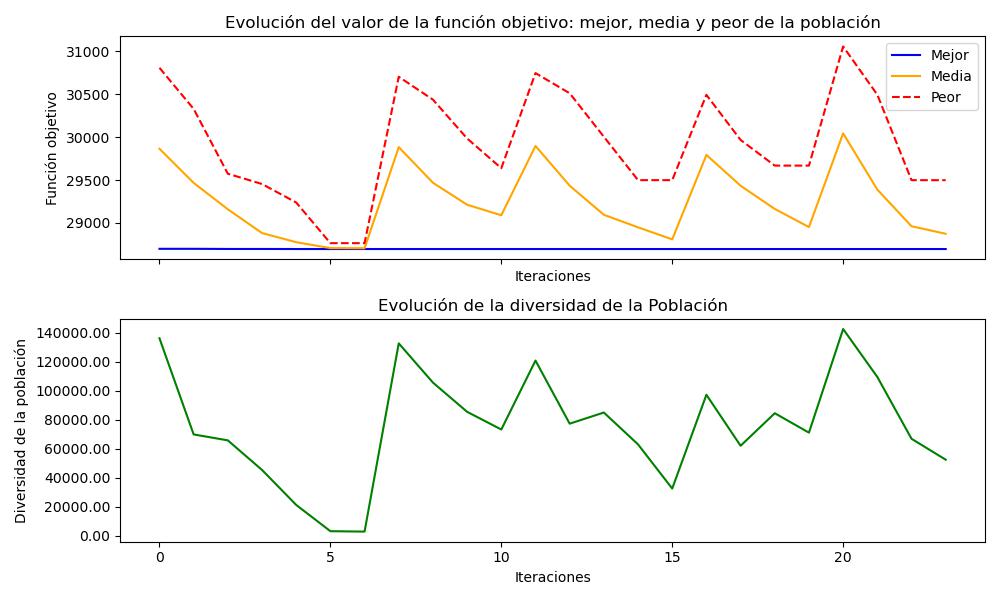 Evolución del valor de la función objetivo: mejor, media y peor de la población
31000
30500
30000
29500
29000
Función objetivo
Mejor
Media
Peor
Iteraciones
Evolución de la diversidad de la Población
140000.00
120000.00
100000.00
80000.00
60000.00
40000.00
20000.00
0.00
Diversidad de la población
0 5 10 15 20
Iteraciones